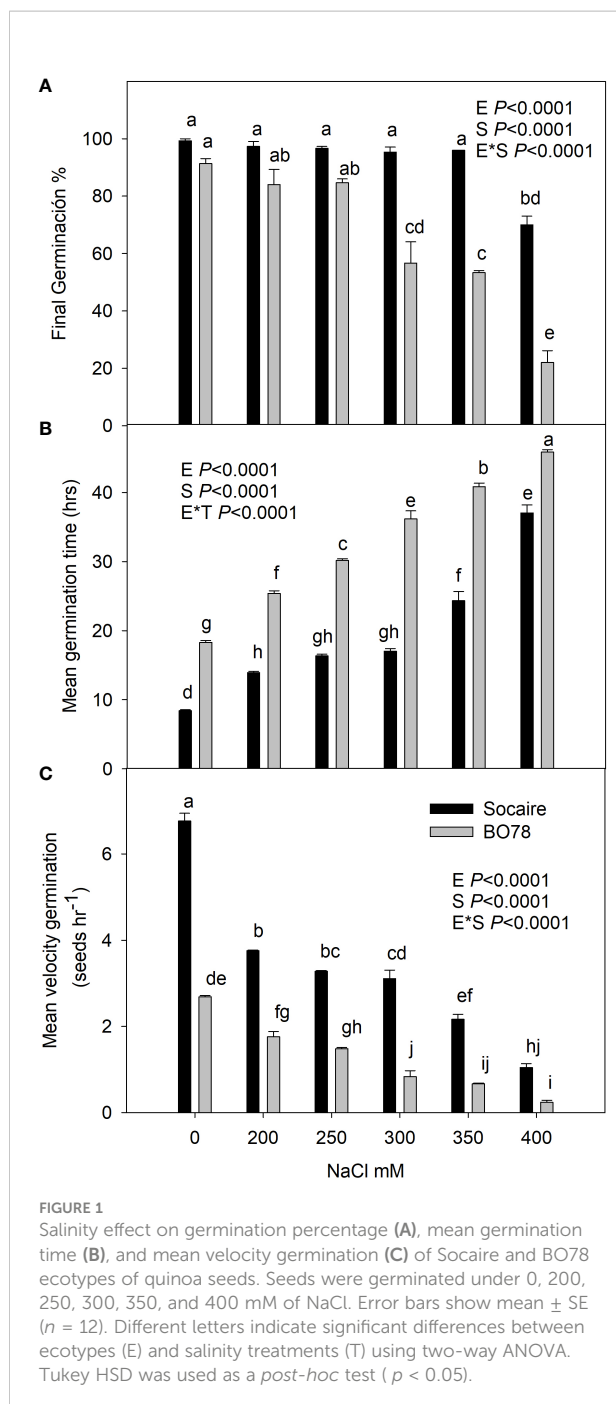 A
Final Germinación %
100
80
60
40
20
0
a a a a a bd
a ab ab cd c e
E P<0.0001
S P<0.0001
E*S P<0.0001
B
Mean germination time (hrs)
40
30
20
10
0
E P<0.0001
S P<0.0001
E*T P<0.0001
d h gh gh f e
g f c e b a
C
Mean velocity germination
(seeds hr-1)
6
4
2
0
Socaire
BO78
E P<0.0001
S P<0.0001
E*S P<0.0001
a b bc cd ef hj
de fg gh j ij i
0 200 250 300 350 400
NaCl mM
FIGURE 1
Salinity effect on germination percentage (A), mean germination
time (B), and mean velocity germination (C) of Socaire and BO78
ecotypes of quinoa seeds. Seeds were germinated under 0, 200,
250, 300, 350, and 400 mM of NaCl. Error bars show mean ± SE
(n = 12). Different letters indicate significant differences between
ecotypes (E) and salinity treatments (T) using two-way ANOVA.
Tukey HSD was used as a post-hoc test ( p < 0.05).